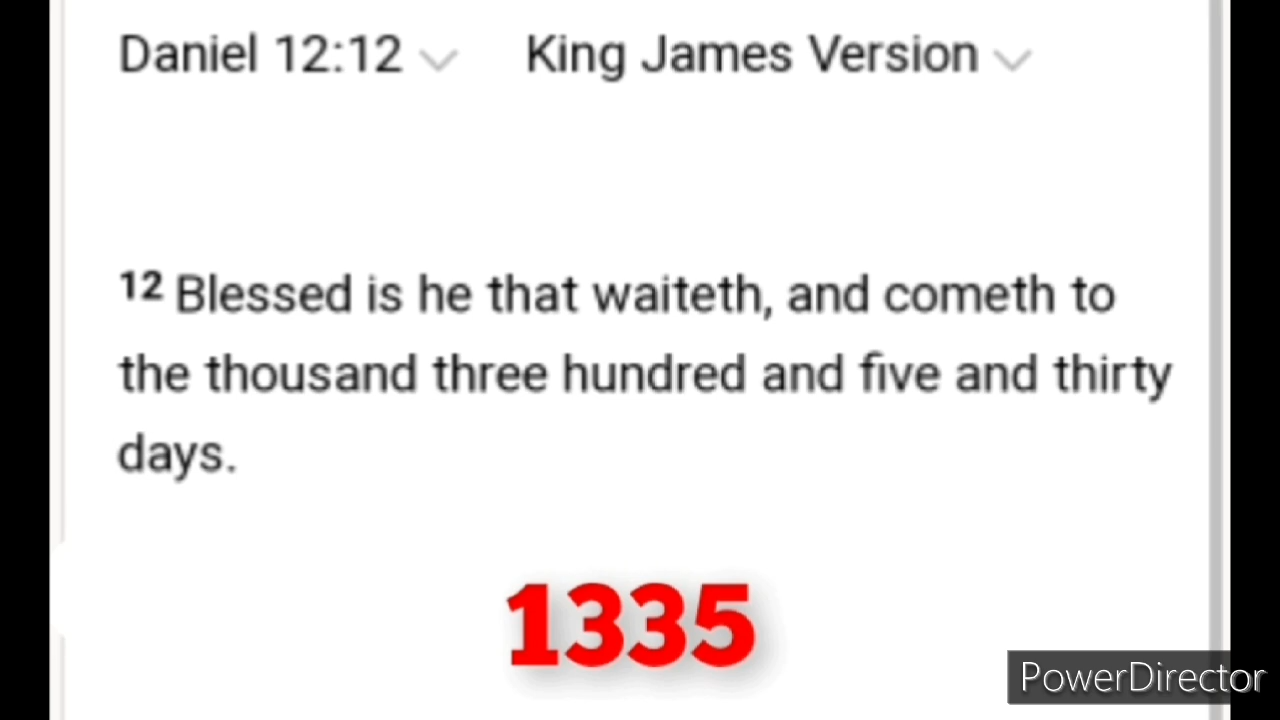 Daniel 12:12 King James Version
12 Blessed is he that waiteth, and cometh to
the thousand three hundred and five and thirty
days.
1335
PowerDirector